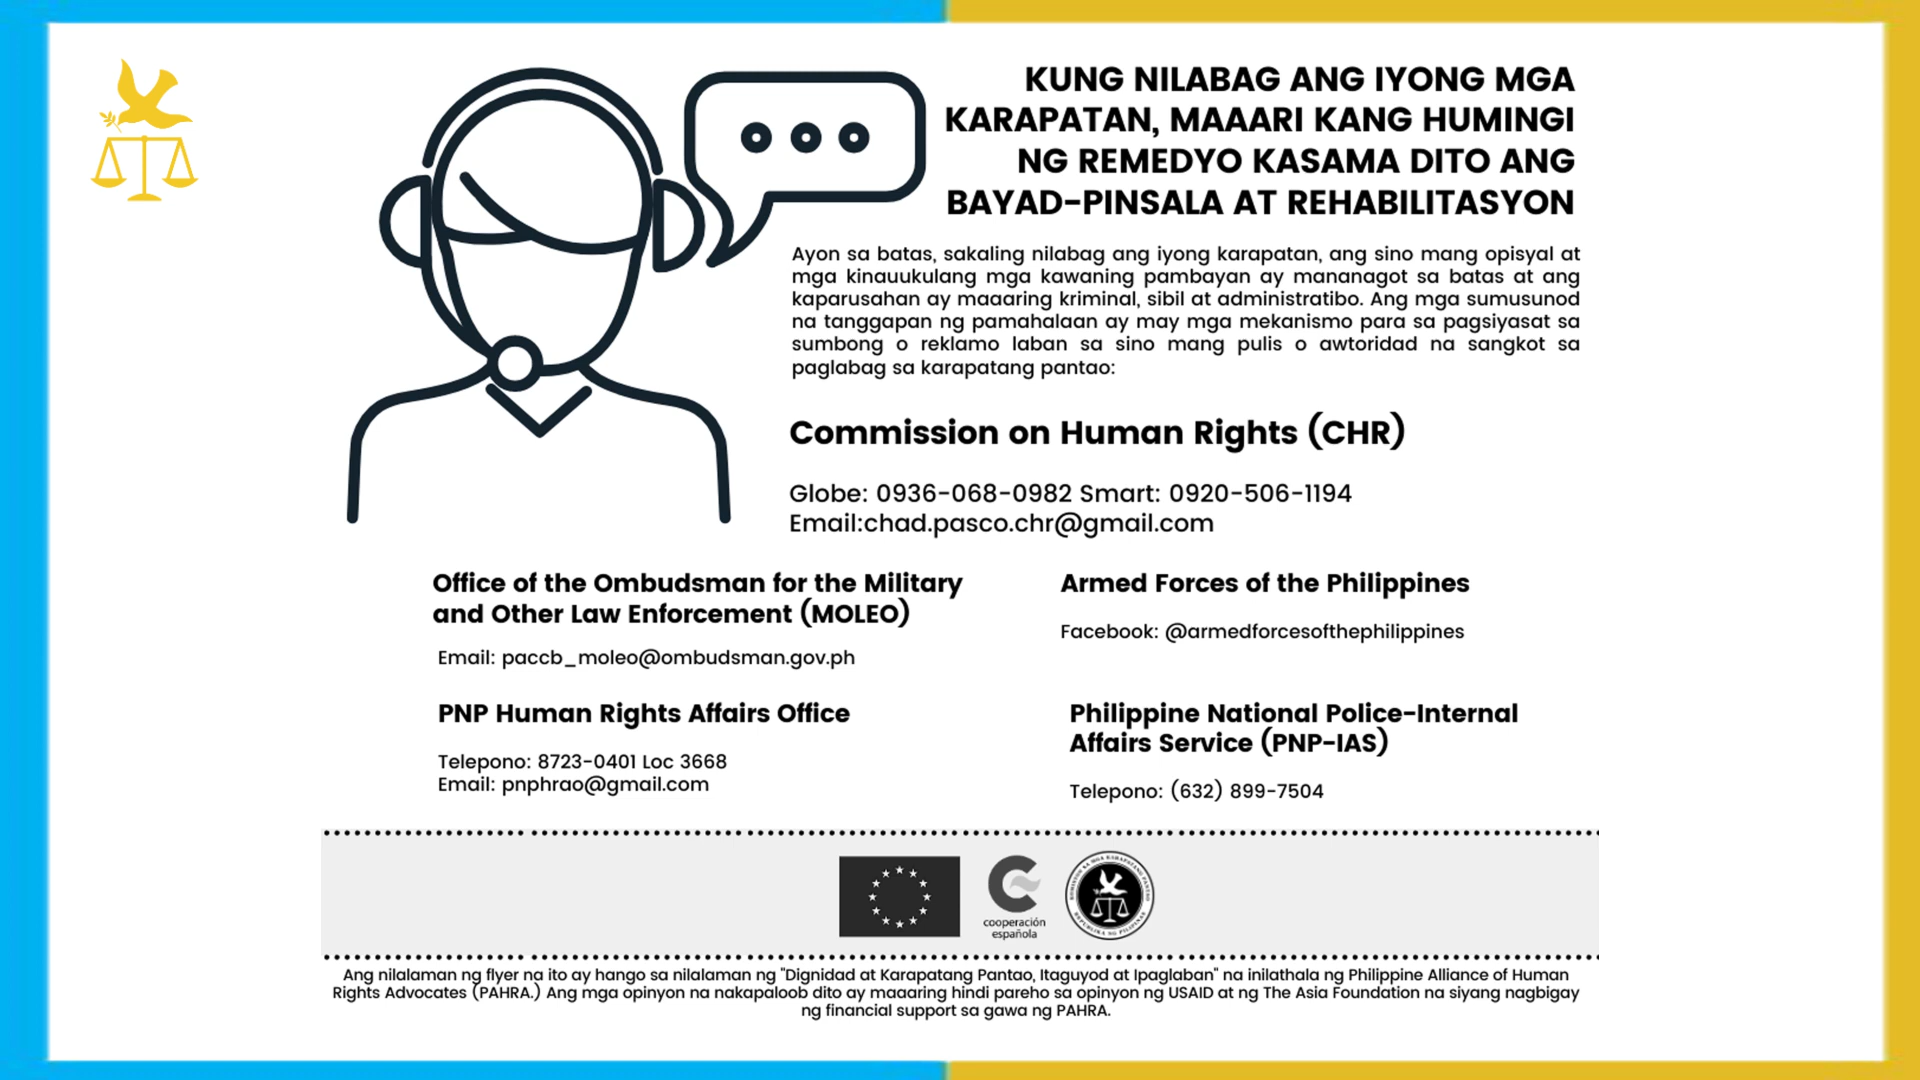 KUNG NILABAG ANG IYONG MGA
KARAPATAN, MAAARI KANG HUMINGI
NG REMEDYO KASAMA DITO ANG
BAYAD-PINSALA AT REHABILITASYON
Ayon sa batas, sakaling nilabag ang iyong karapatan, ang sino mang opisyal at
mga kinauukulang mga kawaning pambayan ay mananagot sa batas at ang
kaparusahan ay maaaring kriminal, sibil at administratibo. Ang mga sumusunod
na tanggapan ng pamahalaan ay may mga mekanismo para sa pagsiyasat sa
sumbong o reklamo laban sa sino mang pulis o awtoridad na sangkot sa
paglabag sa karapatang pantao:
Commission on Human Rights (CHR)
Globe: 0936-068-0982 Smart: 0920-506-1194
Email:chad.pasco.chr@gmail.com
Office of the Ombudsman for the Military
and Other Law Enforcement (MOLEO)
Email: paccb_moleo@ombudsman.gov.ph
Armed Forces of the Philippines
Facebook: @armedforcesofthephilippines
PNP Human Rights Affairs Office
Telepono: 8723-0401 Loc 3668
Email: pnphrao@gmail.com
Philippine National Police-Internal
Affairs Service (PNP-IAS)
Telepono: (632) 899-7504
cooperación
española
KOMISYON NA MGA KARAPATANG PANTAO
REPUBLIKA NG PILIPINAS
Ang nilalaman ng flyer na ito ay hango sa nilalaman ng "Dignidad at Karapatang Pantao, Itaguyod at Ipaglaban" na inilathala ng Philippine Alliance of Human
Rights Advocates (PAHRA.) Ang mga opinyon na nakapaloob dito ay maaaring hindi pareho sa opinyon ng USAID at ng The Asia Foundation na siyang nagbigay
ng financial support sa gawa ng PAHRA.